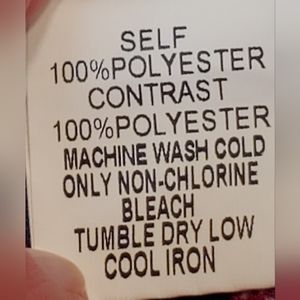 SELF
100%POLYESTER
CONTRAST
100%POLYESTER
MACHINE WASH COLD
ONLY NON-CHLORINE
BLEACH
TUMBLE DRY LOW
COOL IRON